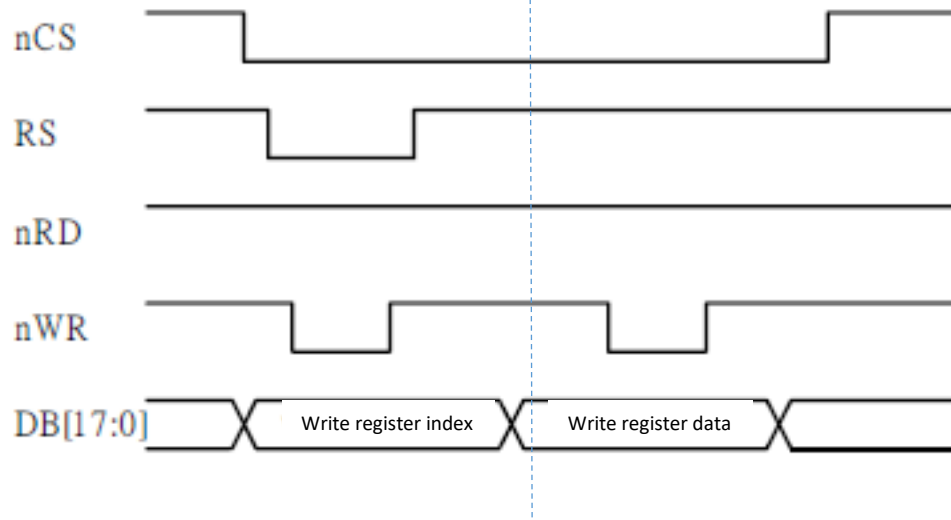 nCS
RS
nRD
nWR
DB[17:0]
Write register index
Write register data